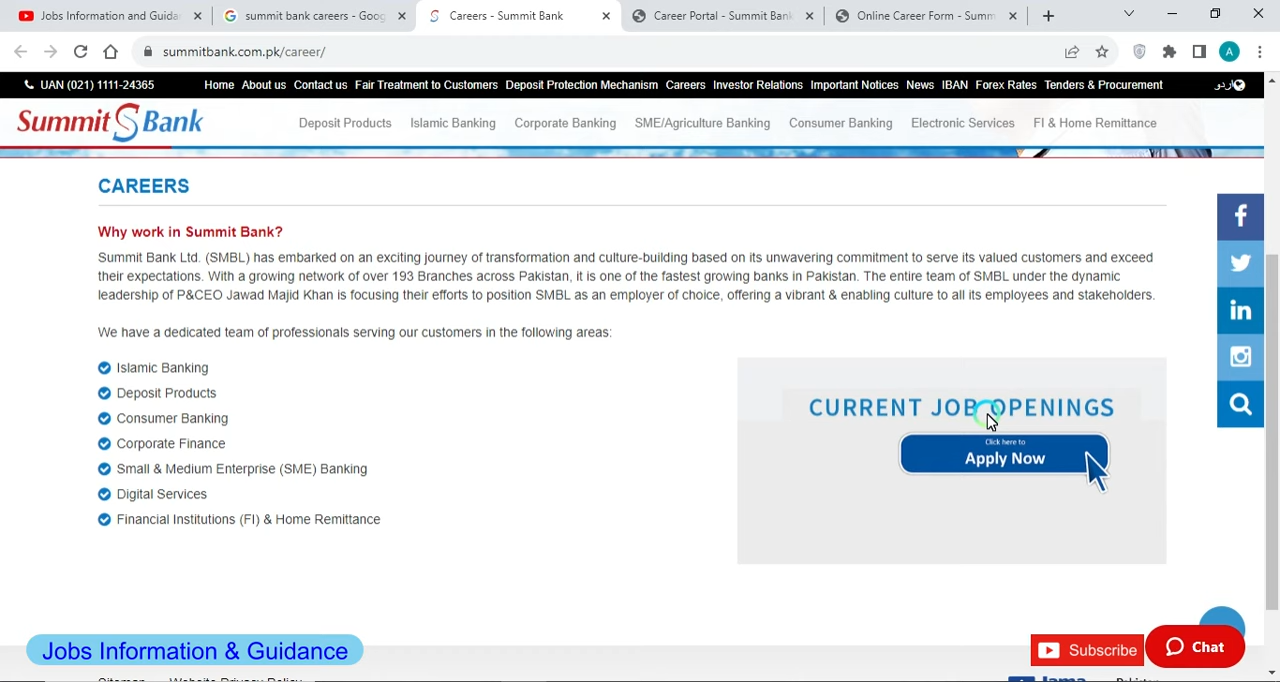 Jobs Information and Guida
summit bank careers - Goog
Careers - Summit Bank
Career Portal - Summit Bank
Online Career Form - Summ
summitbank.com.pk/career/
A
UAN (021) 1111-24365
Home About us Contact us Fair Treatment to Customers Deposit Protection Mechanism Careers Investor Relations Important Notices News IBAN Forex Rates Tenders & Procurement
اردو
Summit S Bank
Deposit Products Islamic Banking Corporate Banking SME/Agriculture Banking Consumer Banking Electronic Services FI & Home Remittance
CAREERS
Why work in Summit Bank?
Summit Bank Ltd. (SMBL) has embarked on an exciting journey of transformation and culture-building based on its unwavering commitment to serve its valued customers and exceed
their expectations. With a growing network of over 193 Branches across Pakistan, it is one of the fastest growing banks in Pakistan. The entire team of SMBL under the dynamic
leadership of P&CEO Jawad Majid Khan is focusing their efforts to position SMBL as an employer of choice, offering a vibrant & enabling culture to all its employees and stakeholders.
We have a dedicated team of professionals serving our customers in the following areas:
Islamic Banking
Deposit Products
Consumer Banking
Corporate Finance
Small & Medium Enterprise (SME) Banking
Digital Services
Financial Institutions (FI) & Home Remittance
CURRENT JOB OPENINGS
Click here to
Apply Now
Jobs Information & Guidance
Subscribe
Chat
Sitemap Website Privacy Policy
Jama
Pakistan